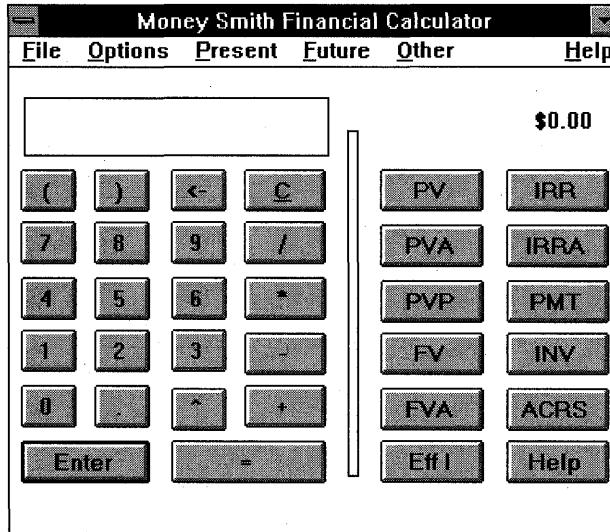 Money Smith Financial Calculator
File Options Present Future Other Help
$0.00
( ) <- C PV IRR
7 8 9 / PVA IRRA
4 5 6 * PVP PMT
1 2 3 - FV INV
0 . ^ + FVA ACRS
Enter = Eff I Help